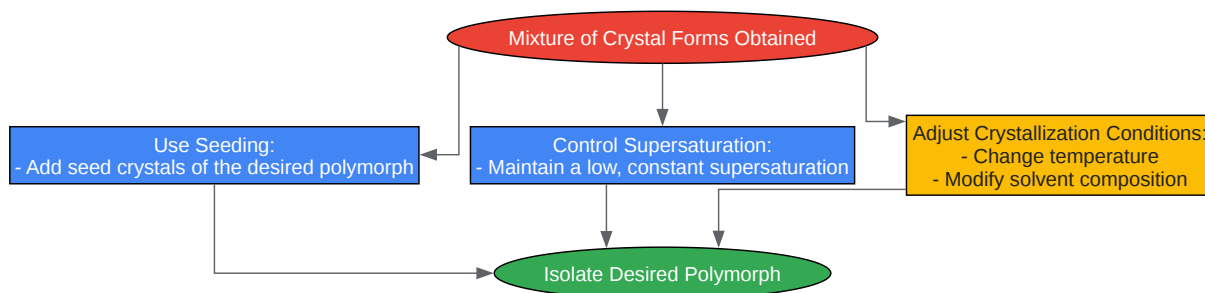 Mixture of Crystal Forms Obtained
Use Seeding:
- Add seed crystals of the desired polymorph
Control Supersaturation:
- Maintain a low, constant supersaturation
Adjust Crystallization Conditions:
- Change temperature
- Modify solvent composition
Isolate Desired Polymorph